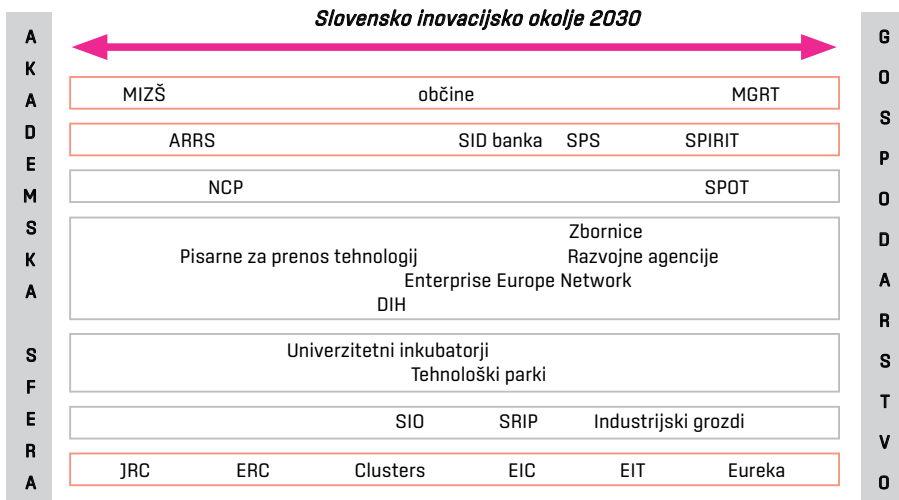 Slovensko inovacijsko okolje 2030
AKADEMSKA SFERA
MIZŠ občine MGRT
ARRS SID banka SPS SPIRIT
NCP SPOT
Zbornice
Pisarne za prenos tehnologij Razvojne agencije
Enterprise Europe Network
DIH
Univerzitetni inkubatorji
Tehnološki parki
SIO SRIP Industrijski grozdi
JRC ERC Clusters EIC EIT Eureka
GOSPODARSTVO